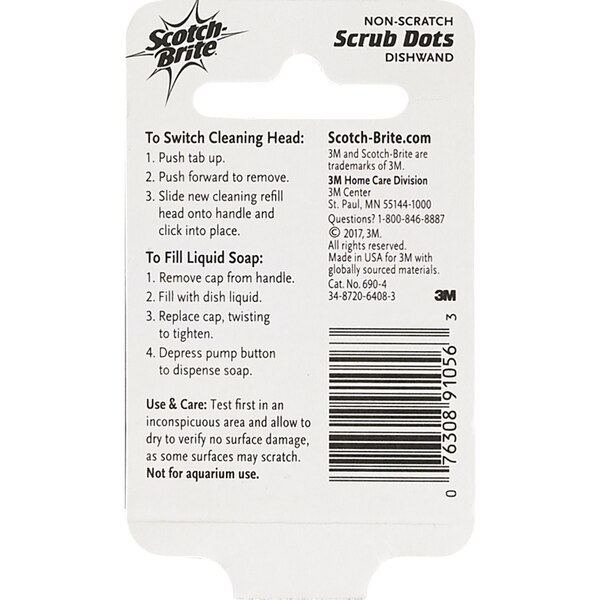 Scotch-
Brite™
NON-SCRATCH
Scrub Dots
DISHWAND
To Switch Cleaning Head:
1. Push tab up.
2. Push forward to remove.
3. Slide new cleaning refill
head onto handle and
click into place.
To Fill Liquid Soap:
1. Remove cap from handle.
2. Fill with dish liquid.
3. Replace cap, twisting
to tighten.
4. Depress pump button
to dispense soap.
Use & Care: Test first in an
inconspicuous area and allow to
dry to verify no surface damage,
as some surfaces may scratch.
Not for aquarium use.
Scotch-Brite.com
3M and Scotch-Brite are
trademarks of 3M.
3M Home Care Division
3M Center
St. Paul, MN 55144-1000
Questions? 1-800-846-8887
© 2017, 3M.
All rights reserved.
Made in USA for 3M with
globally sourced materials.
Cat. No. 690-4
34-8720-6408-3
3M
0 76308 91056 3